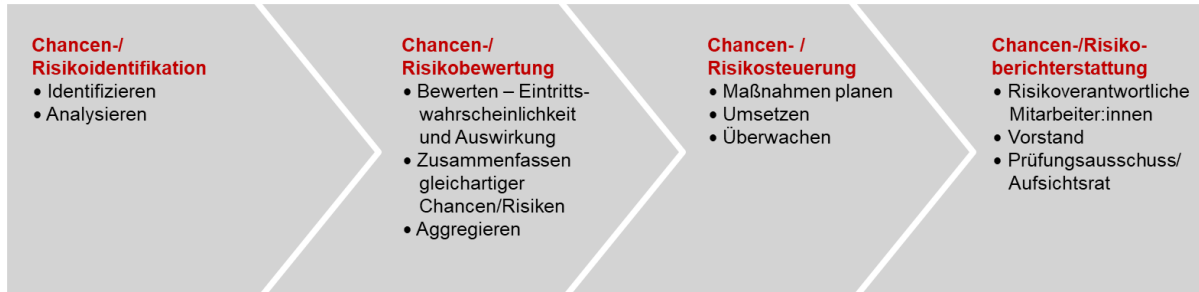 Chancen-/
Risikoidentifikation
• Identifizieren
• Analysieren
Chancen-/
Risikobewertung
• Bewerten – Eintritts-
wahrscheinlichkeit
und Auswirkung
• Zusammenfassen
gleichartiger
Chancen/Risiken
• Aggregieren
Chancen- /
Risikosteuerung
• Maßnahmen planen
• Umsetzen
• Überwachen
Chancen-/Risiko-
berichterstattung
• Risikoverantwortliche
Mitarbeiter:innen
• Vorstand
• Prüfungsausschuss/
Aufsichtsrat